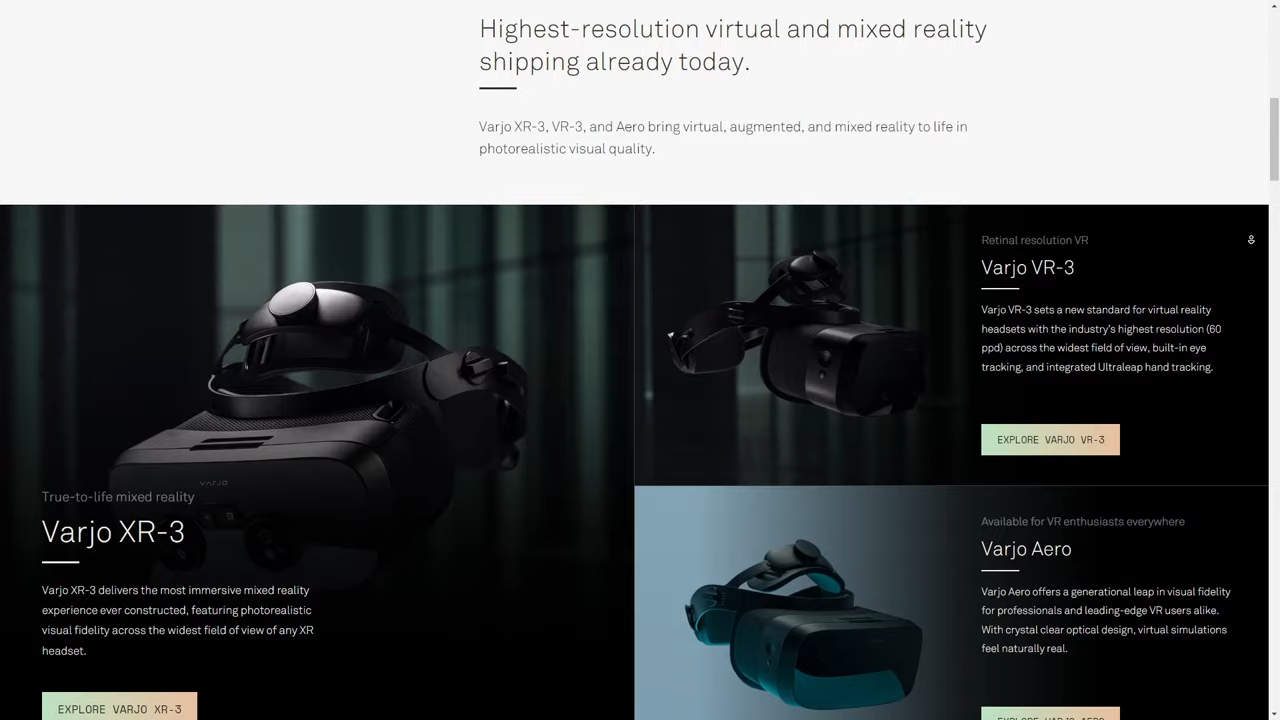 Highest-resolution virtual and mixed reality
shipping already today.
Varjo XR-3, VR-3, and Aero bring virtual, augmented, and mixed reality to life in
photorealistic visual quality.
True-to-life mixed reality
Varjo XR-3
Varjo XR-3 delivers the most immersive mixed reality
experience ever constructed, featuring photorealistic
visual fidelity across the widest field of view of any XR
headset.
EXPLORE VARJO XR-3
Retinal resolution VR
Varjo VR-3
Varjo VR-3 sets a new standard for virtual reality
headsets with the industry's highest resolution (60
ppd) across the widest field of view, built-in eye
tracking, and integrated Ultraleap hand tracking.
EXPLORE VARJO VR-3
Available for VR enthusiasts everywhere
Varjo Aero
Varjo Aero offers a generational leap in visual fidelity
for professionals and leading-edge VR users alike.
With crystal clear optical design, virtual simulations
feel naturally real.